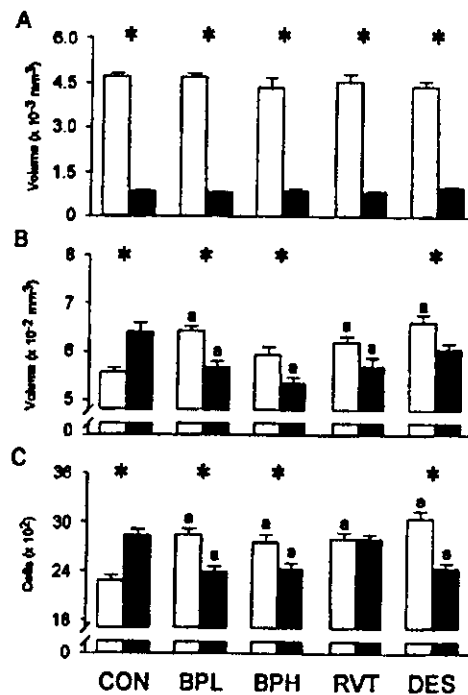 A
* * * * *
6.0
4.5
3.0
1.5
0
Volume (x 10⁻³ mm³)
B
* * * *
8
7
6
5
0
Volume (x 10⁻² mm³)
a a a a a a
C
* * * *
36
30
24
18
0
Cells (x 10²)
a a a a a a a
CON BPL BPH RVT DES